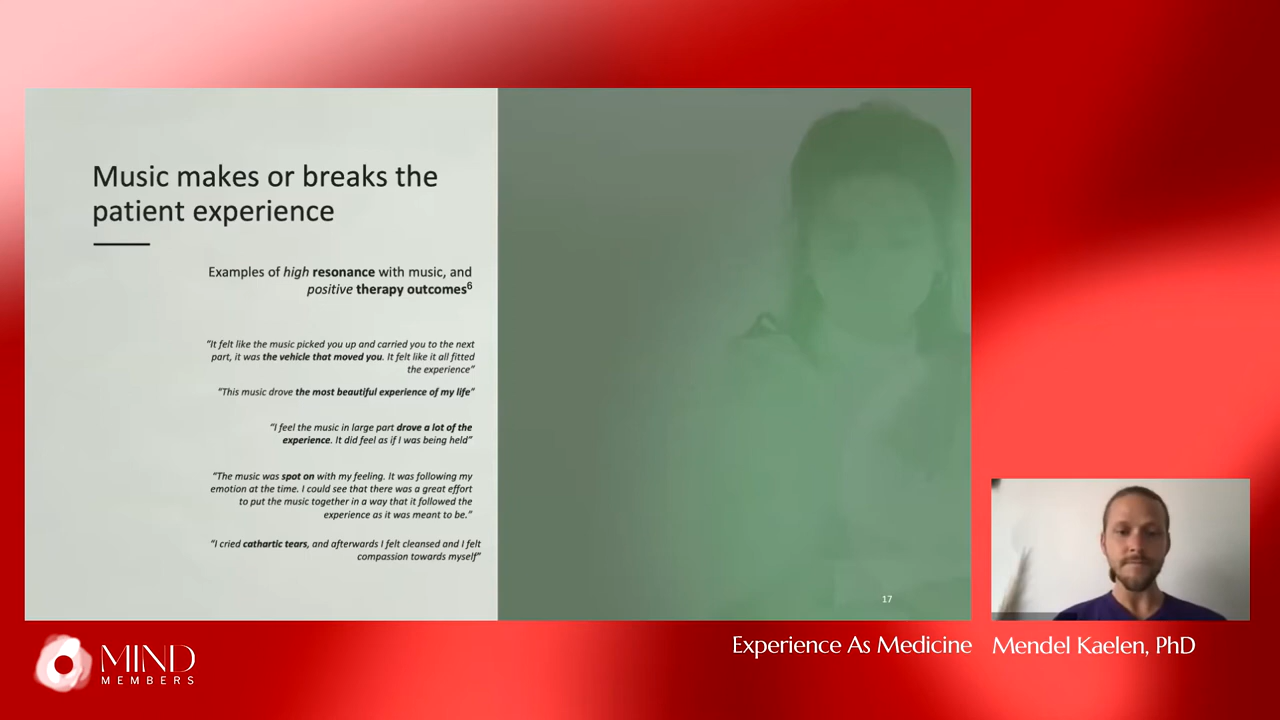 Music makes or breaks the
patient experience
Examples of high resonance with music, and
positive therapy outcomes6
“It felt like the music picked you up and carried you to the next
part, it was the vehicle that moved you. It felt like it all fitted
the experience”
“This music drove the most beautiful experience of my life”
“I feel the music in large part drove a lot of the
experience. It did feel as if I was being held”
“The music was spot on with my feeling. It was following my
emotion at the time. I could see that there was a great effort
to put the music together in a way that it followed the
experience as it was meant to be.”
“I cried cathartic tears, and afterwards I felt cleansed and I felt
compassion towards myself”
17
Experience As Medicine
Mendel Kaelen, PhD
MIND
MEMBERS